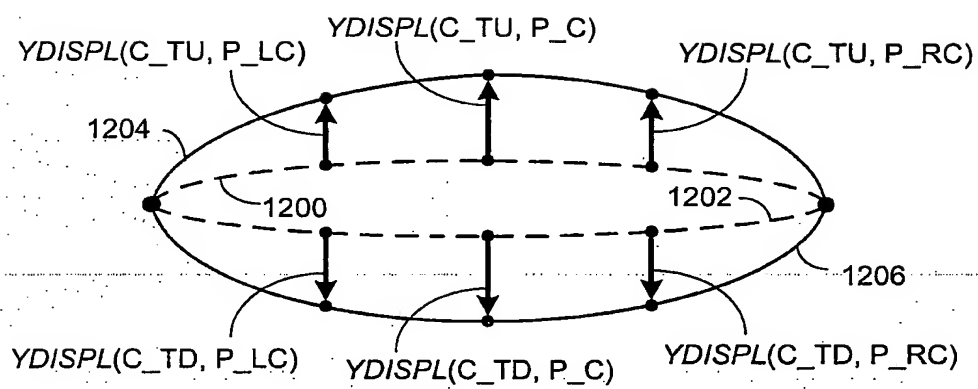 YDISPL(C_TU, P_LC)
YDISPL(C_TU, P_C)
YDISPL(C_TU, P_RC)
1204
1200
1202
1206
YDISPL(C_TD, P_LC)
YDISPL(C_TD, P_C)
YDISPL(C_TD, P_RC)